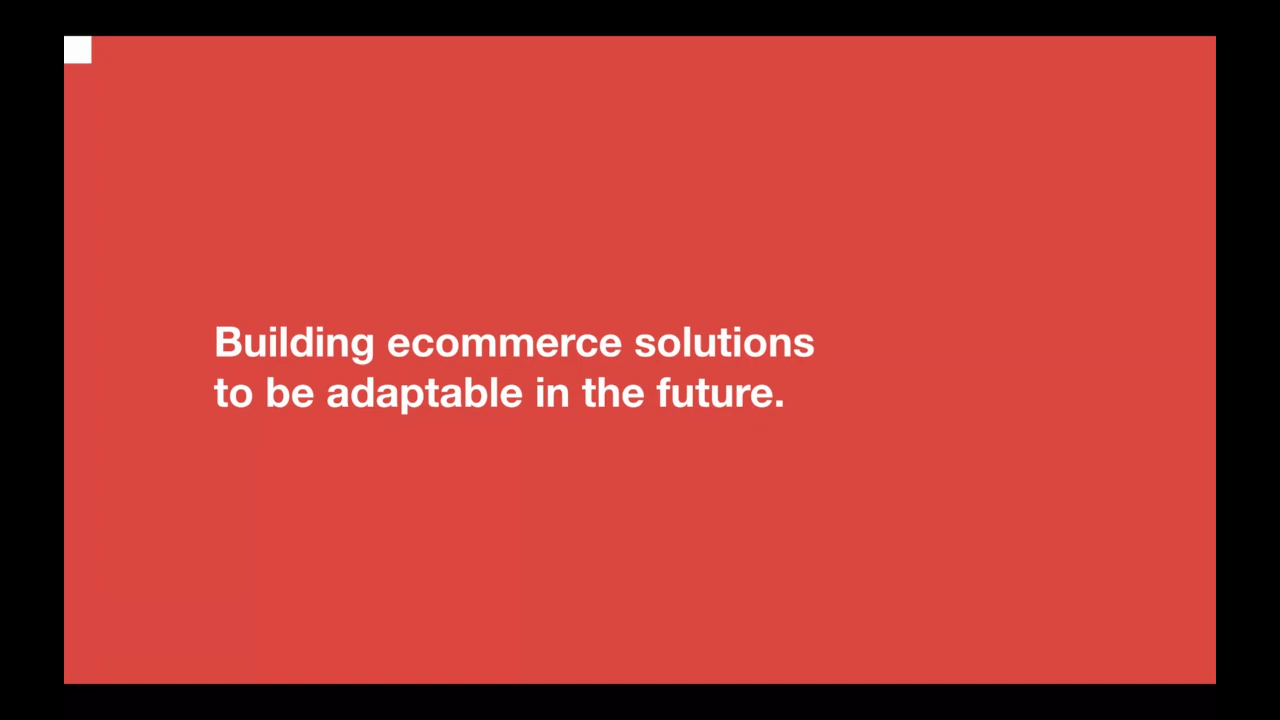 Building ecommerce solutions
to be adaptable in the future.